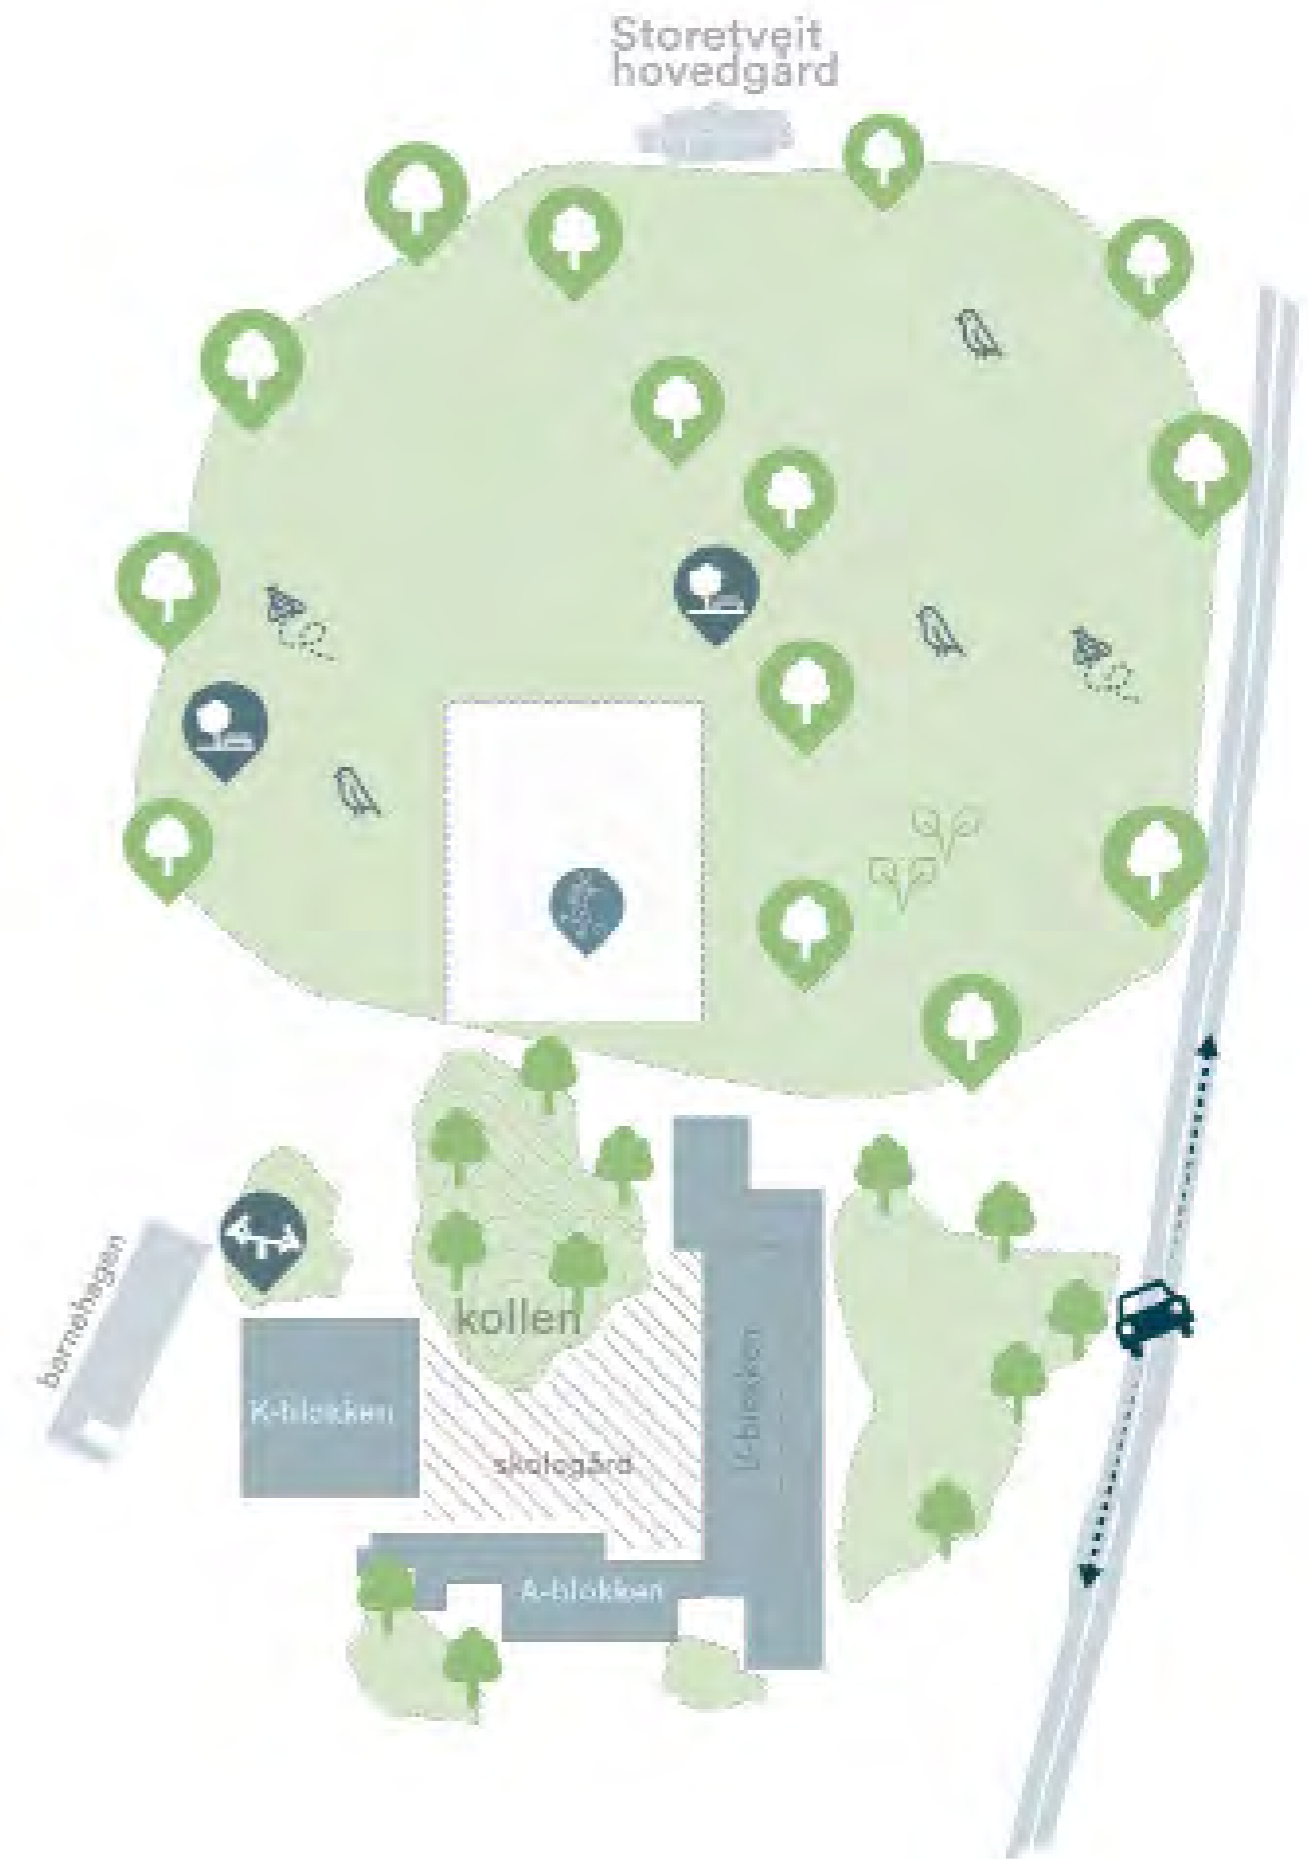 Storetveit
hovedgård
barnehagen
kollen
K-blokken
skolegård
U-blokken
A-blokken